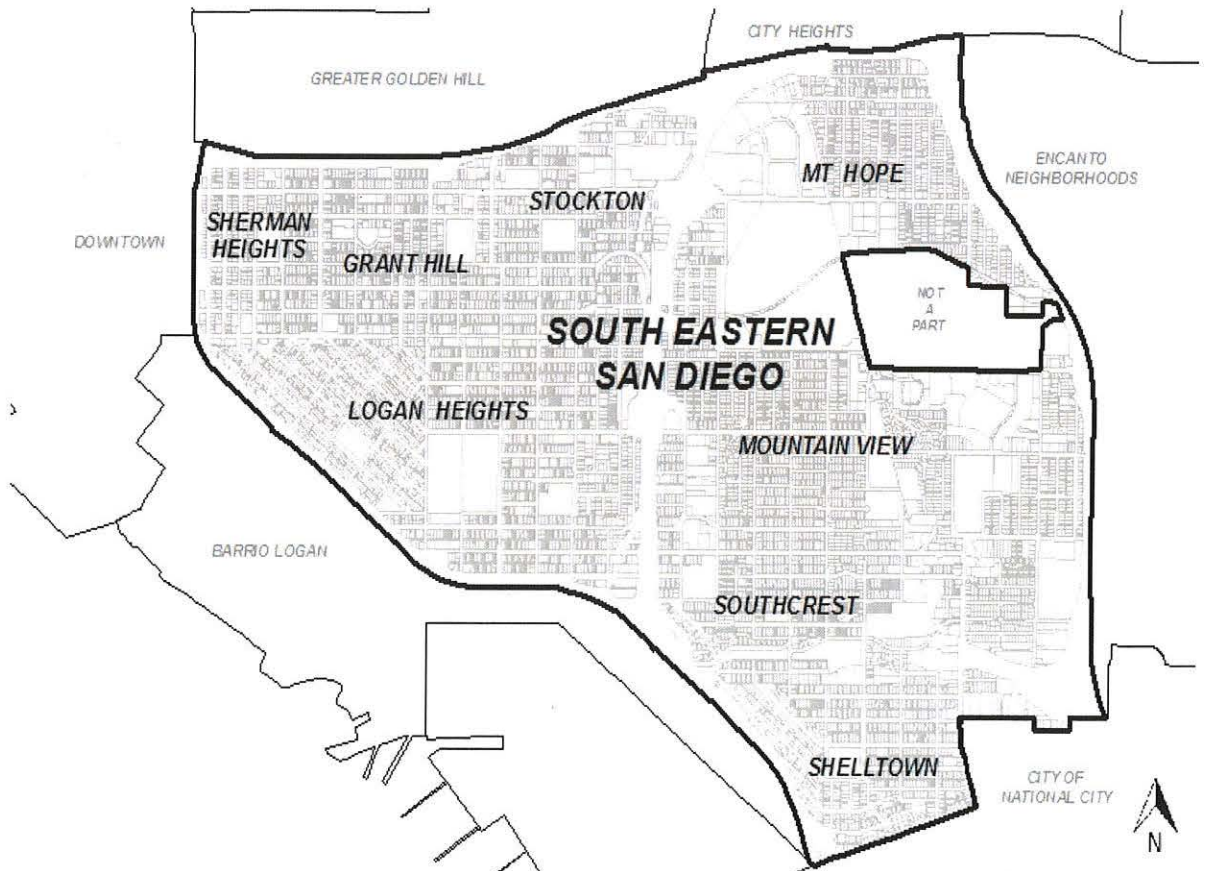 CITY HEIGHTS
GREATER GOLDEN HILL
ENCANTO
NEIGHBORHOODS
MT HOPE
STOCKTON
SHERMAN
HEIGHTS
DOWNTOWN
GRANT HILL
NOT
A
PART
SOUTH EASTERN
SAN DIEGO
LOGAN HEIGHTS
MOUNTAIN VIEW
BARRIO LOGAN
SOUTHCREST
SHELLTOWN
CITY OF
NATIONAL CITY
N